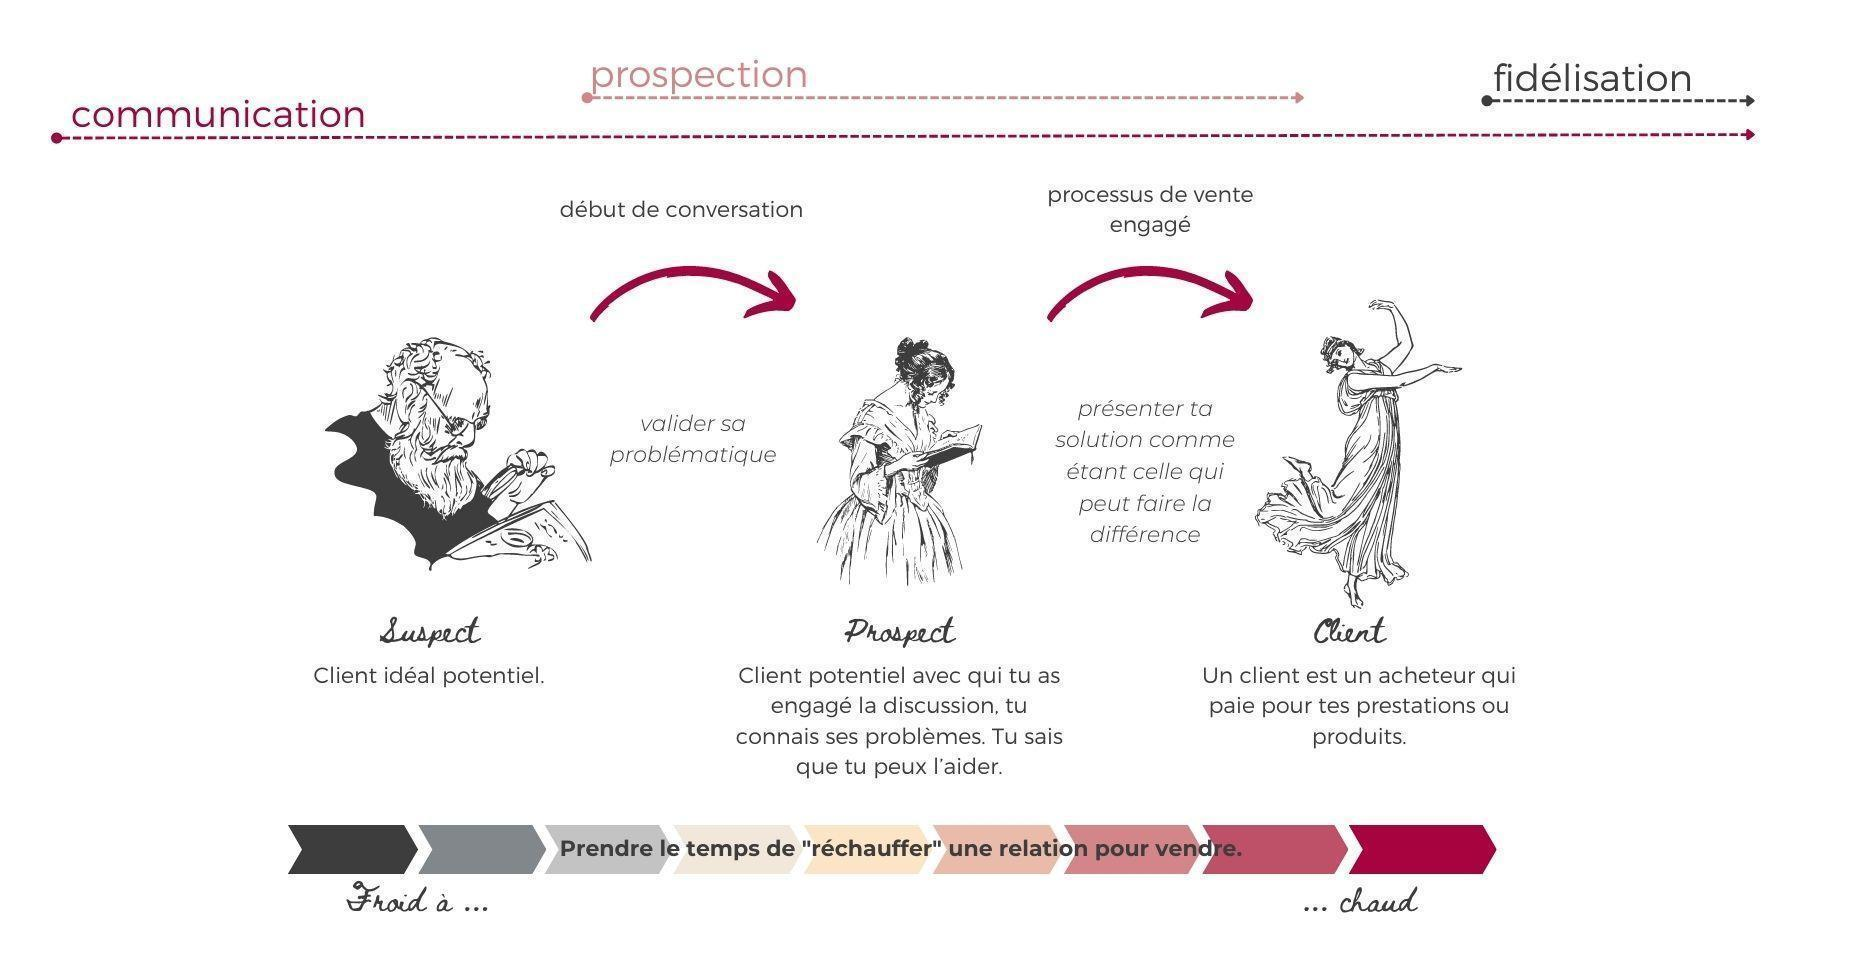 prospection
fidélisation
communication
début de conversation
processus de vente
engagé
valider sa
problématique
présenter ta
solution comme
étant celle qui
peut faire la
différence
Suspect
Client idéal potentiel.
Prospect
Client potentiel avec qui tu as
engagé la discussion, tu
connais ses problèmes. Tu sais
que tu peux l'aider.
Client
Un client est un acheteur qui
paie pour tes prestations ou
produits.
Prendre le temps de "réchauffer" une relation pour vendre.
Froid à ...
... chaud